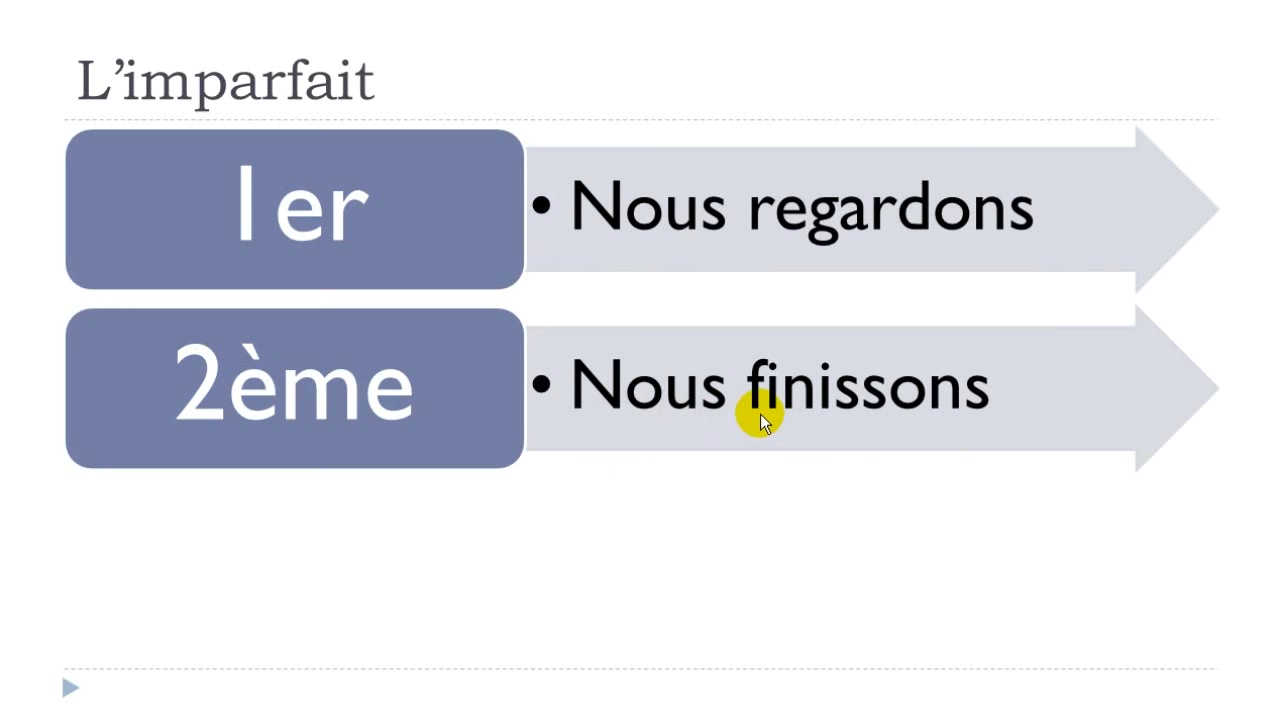 L’imparfait
1er
• Nous regardons
2ème
• Nous finissons